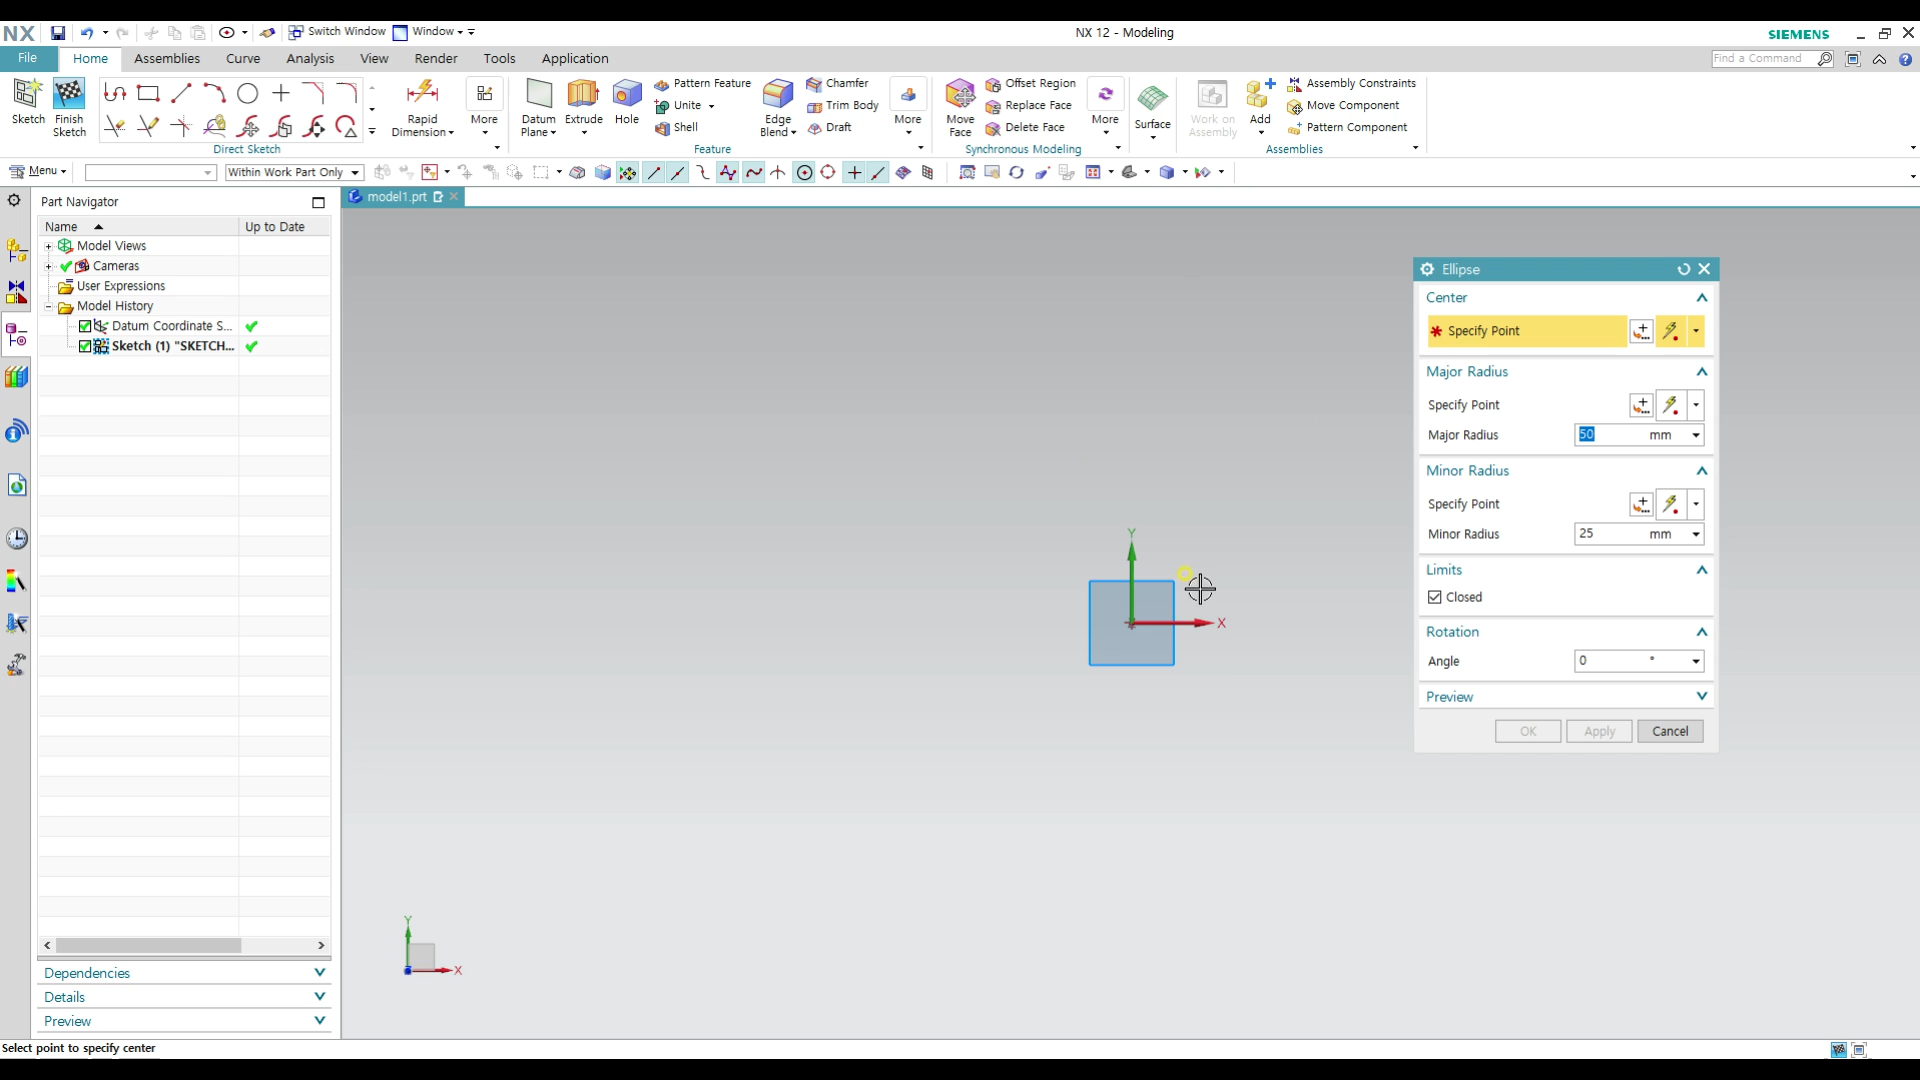 NX
Switch Window
Window
NX 12 - Modeling
SIEMENS
File
Home
Assemblies
Curve
Analysis
View
Render
Tools
Application
Find a Command
Sketch
Finish
Sketch
Direct Sketch
Rapid
Dimension
More
Datum
Plane
Extrude
Hole
Pattern Feature
Unite
Shell
Edge
Blend
Chamfer
Trim Body
Draft
More
Feature
Move
Face
Offset Region
Replace Face
Delete Face
More
Synchronous Modeling
Surface
Work on
Assembly
Add
Assembly Constraints
Move Component
Pattern Component
Assemblies
Menu
Within Work Part Only
model1.prt
Part Navigator
Name
Up to Date
Model Views
Cameras
User Expressions
Model History
Datum Coordinate S...
Sketch (1) "SKETCH...
Dependencies
Details
Preview
Y
X
Y
X
Ellipse
Center
* Specify Point
Major Radius
Specify Point
Major Radius 50 mm
Minor Radius
Specify Point
Minor Radius 25 mm
Limits
Closed
Rotation
Angle 0 °
Preview
OK
Apply
Cancel
Select point to specify center